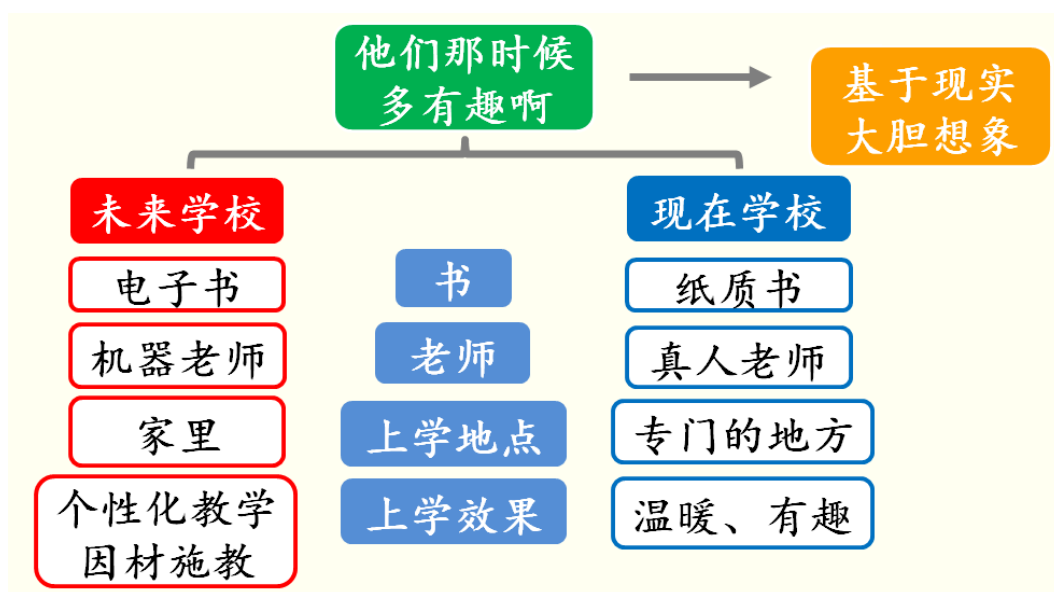 他们那时候
多有趣啊
基于现实
大胆想象
未来学校
现在学校
电子书
书
纸质书
机器老师
老师
真人老师
家里
上学地点
专门的地方
个性化教学
因材施教
上学效果
温暖、有趣